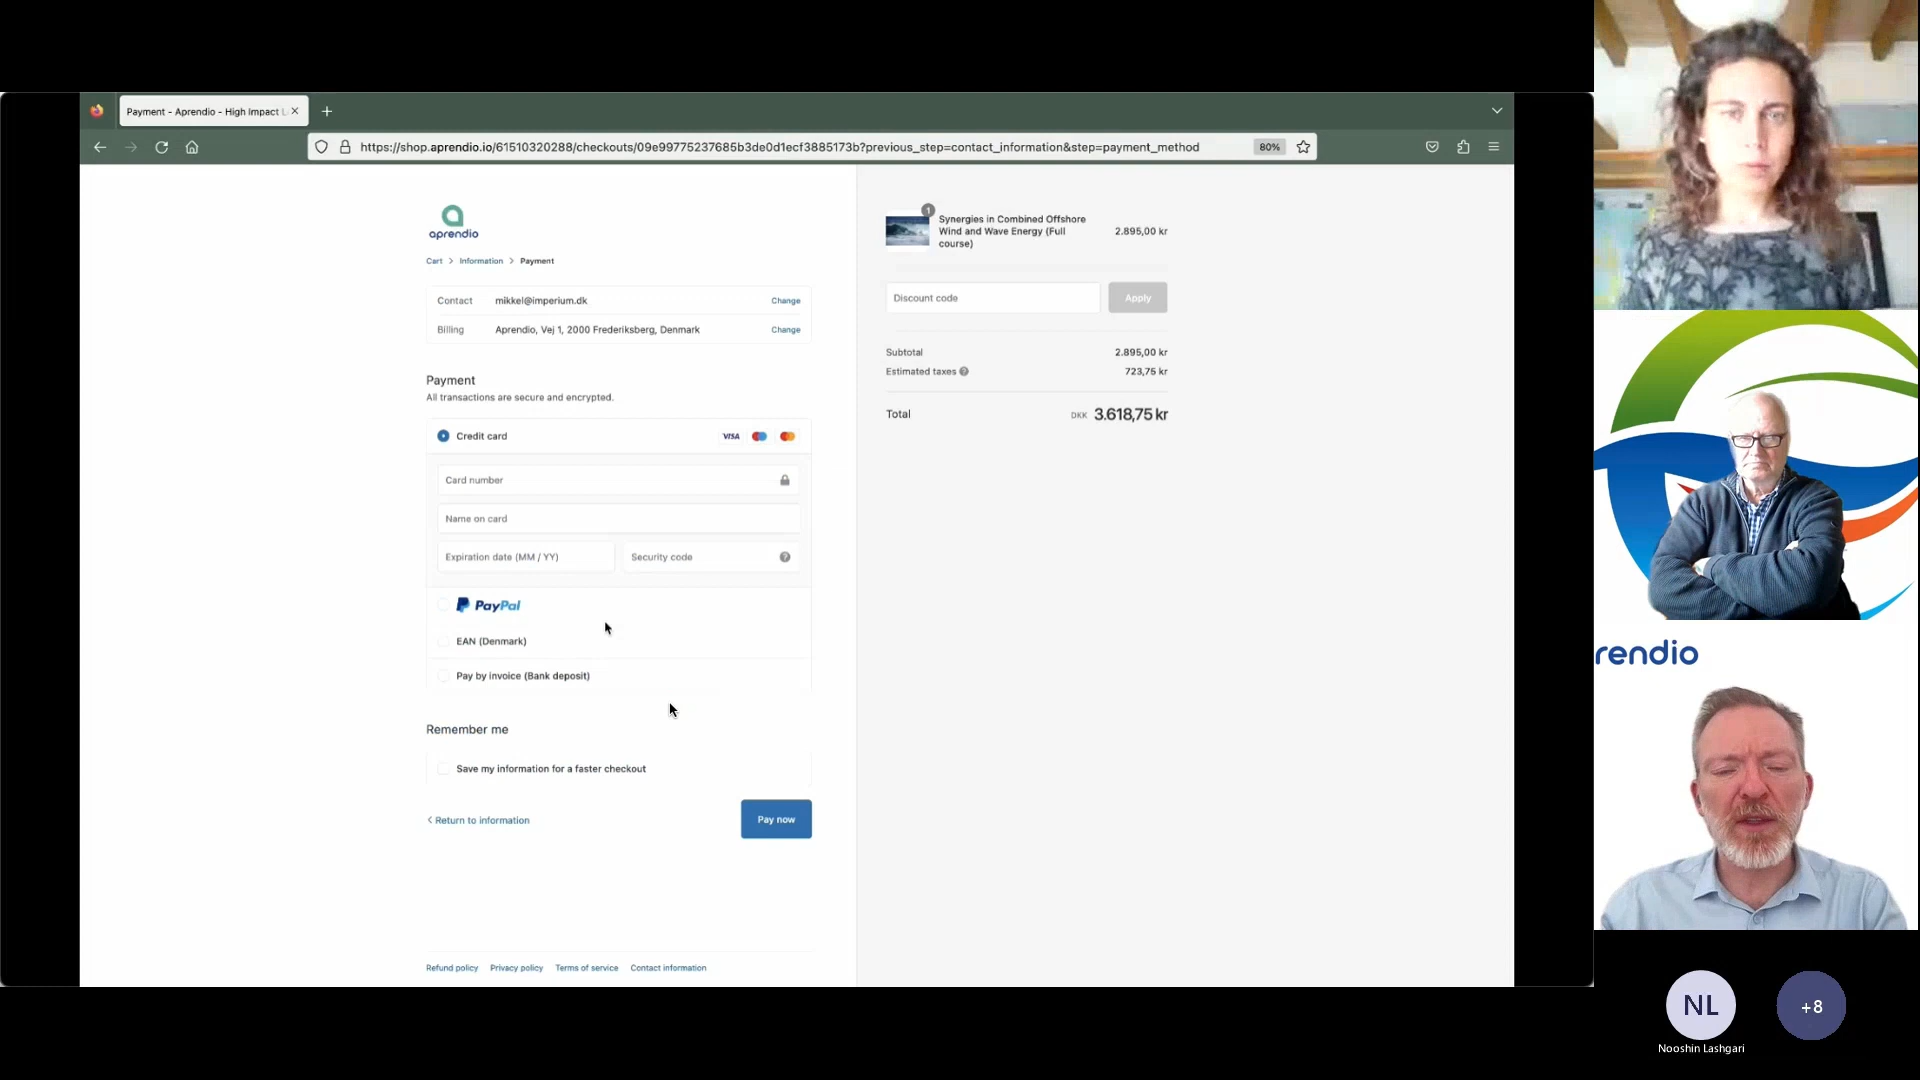 Payment - Aprendio - High Impact L
https://shop.aprendio.io/61510320288/checkouts/09e99775237685b3de0d1ecf3885173b?previous_step=contact_information&step=payment_method
80%
aprendio
Cart > Information > Payment
Contact mikkel@imperium.dk Change
Billing Aprendio, Vej 1, 2000 Frederiksberg, Denmark Change
Payment
All transactions are secure and encrypted.
Credit card VISA
Card number
Name on card
Expiration date (MM / YY) Security code
PayPal
EAN (Denmark)
Pay by invoice (Bank deposit)
Remember me
Save my information for a faster checkout
< Return to information Pay now
Refund policy Privacy policy Terms of service Contact information
1
Synergies in Combined Offshore
Wind and Wave Energy (Full
course)
2.895,00 kr
Discount code Apply
Subtotal 2.895,00 kr
Estimated taxes 723,75 kr
Total DKK 3.618,75 kr
rendio
NL
+8
Nooshin Lashgari